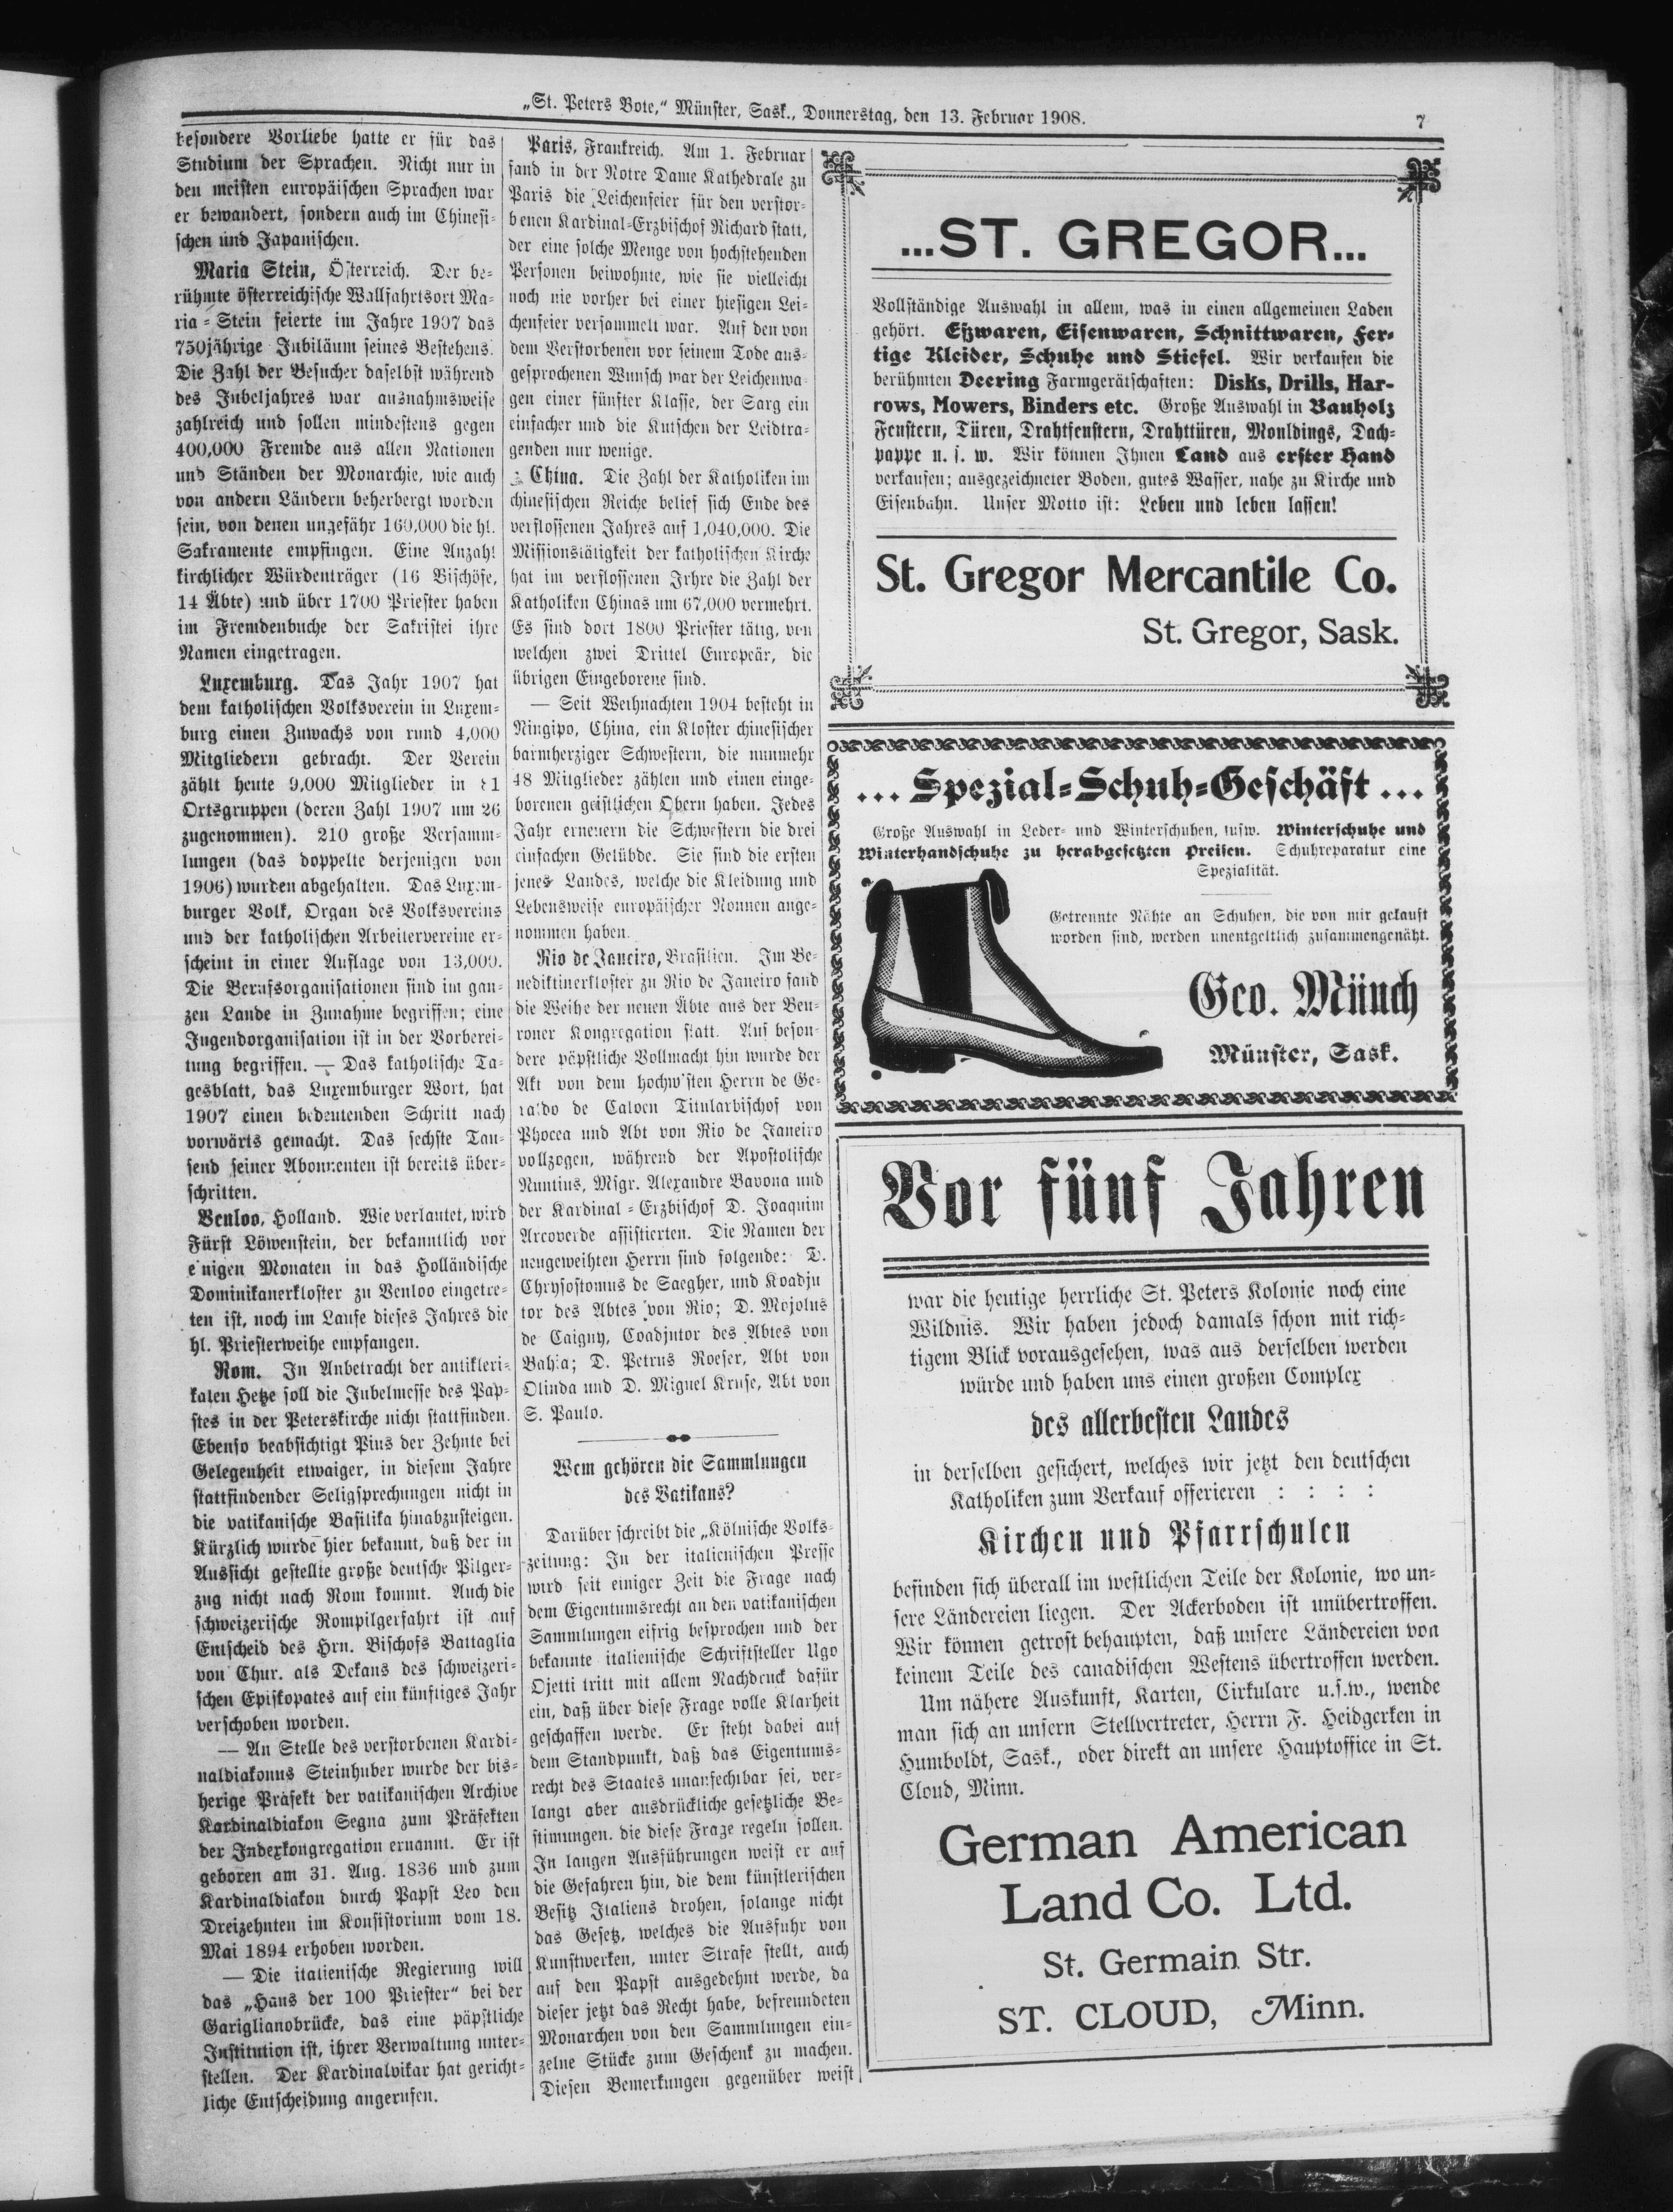 „St. Peters Bote,“ Münster, Sask., Donnerstag, den 13. Februar 1908.
7
besondere Vorliebe hatte er für das
Studium der Sprachen. Nicht nur in
den meisten europäischen Sprachen war
er bewandert, sondern auch im Chinesi-
schen und Japanischen.
Maria Stein, Österreich. Der be-
rühmte österreichische Wallfahrtsort Ma-
ria-Stein feierte im Jahre 1907 das
750jährige Jubiläum seines Bestehens.
Die Zahl der Besucher daselbst während
des Jubeljahres war ausnahmsweise
zahlreich und sollen mindestens gegen
400,000 Fremde aus allen Nationen
und Ständen der Monarchie, wie auch
von andern Ländern beherbergt worden
sein, von denen ungefähr 160,000 die hl.
Sakramente empfingen. Eine Anzahl
kirchlicher Würdenträger (16 Bischöfe,
14 Äbte) und über 1700 Priester haben
im Fremdenbuche der Sakristei ihre
Namen eingetragen.
Luxemburg. Das Jahr 1907 hat
dem katholischen Volksverein in Luxem-
burg einen Zuwachs von rund 4,000
Mitgliedern gebracht. Der Verein
zählt heute 9,000 Mitglieder in 81
Ortsgruppen (deren Zahl 1907 um 26
zugenommen). 210 große Versamm-
lungen (das doppelte derjenigen von
1906) wurden abgehalten. Das Luxem-
burger Volk, Organ des Volksvereins
und der katholischen Arbeitervereine er-
scheint in einer Auflage von 13,000.
Die Berufsorganisationen sind im gan-
zen Lande in Zunahme begriffen; eine
Jugendorganisation ist in der Vorberei-
tung begriffen. — Das katholische Ta-
gesblatt, das Luxemburger Wort, hat
1907 einen bedeutenden Schritt nach
vorwärts gemacht. Das sechste Tau-
send seiner Abonnenten ist bereits über-
schritten.
Venloo, Holland. Wie verlautet, wird
Fürst Löwenstein, der bekanntlich vor
einigen Monaten in das Holländische
Dominikanerkloster zu Venloo eingetre-
ten ist, noch im Laufe dieses Jahres die
hl. Priesterweihe empfangen.
Rom. In Anbetracht der antikleri-
kalen Hetze soll die Jubelmesse des Pap-
stes in der Peterskirche nicht stattfinden.
Ebenso beabsichtigt Pius der Zehnte bei
Gelegenheit etwaiger, in diesem Jahre
stattfindender Seligsprechungen nicht in
die vatikanische Basilika hinabzusteigen.
Kürzlich wurde hier bekannt, daß der in
Aussicht gestellte große deutsche Pilger-
zug nicht nach Rom kommt. Auch die
schweizerische Rompilgerfahrt ist auf
Entscheid des Hrn. Bischofs Battaglia
von Chur. als Dekans des schweizeri-
schen Episkopates auf ein künftiges Jahr
verschoben worden.
— An Stelle des verstorbenen Kardi-
naldiakonus Steinhuber wurde der bis-
herige Präfekt der vatikanischen Archive
Kardinaldiakon Segna zum Präfekten
der Indexkongregation ernannt. Er ist
geboren am 31. Aug. 1836 und zum
Kardinaldiakon durch Papst Leo den
Dreizehnten im Konsistorium vom 18.
Mai 1894 erhoben worden.
— Die italienische Regierung will
das „Haus der 100 Priester“ bei der
Gariglianobrücke, das eine päpstliche
Institution ist, ihrer Verwaltung unter-
stellen. Der Kardinalvikar hat gericht-
liche Entscheidung angerufen.
Paris, Frankreich. Am 1. Februar
fand in der Notre Dame Kathedrale zu
Paris die Leichenfeier für den verstor-
benen Kardinal-Erzbischof Richard statt,
der eine solche Menge von hochstehenden
Personen beiwohnte, wie sie vielleicht
noch nie vorher bei einer hiesigen Lei-
chenfeier versammelt war. Auf den von
dem Verstorbenen vor seinem Tode aus-
gesprochenen Wunsch war der Leichenwa-
gen einer fünfter Klasse, der Sarg ein
einfacher und die Kutschen der Leidtra-
genden nur wenige.
China. Die Zahl der Katholiken im
chinesischen Reiche belief sich Ende des
verflossenen Jahres auf 1,040,000. Die
Missionstätigkeit der katholischen Kirche
hat im verflossenen Jrhre die Zahl der
Katholiken Chinas um 67,000 vermehrt.
Es sind dort 1800 Priester tätig, von
welchen zwei Drittel Europeär, die
übrigen Eingeborene sind.
— Seit Weihnachten 1904 besteht in
Ningipo, China, ein Kloster chinesischer
barmherziger Schwestern, die nunmehr
48 Mitglieder zählen und einen einge-
borenen geistlichen Obern haben. Jedes
Jahr erneuern die Schwestern die drei
einfachen Gelübde. Sie sind die ersten
jenes Landes, welche die Kleidung und
Lebensweise europäischer Nonnen ange-
nommen haben.
Rio de Janeiro, Brasilien. Im Be-
nediktinerkloster zu Rio de Janeiro fand
die Weihe der neuen Äbte aus der Beu-
roner Kongregation statt. Auf beson-
dere päpstliche Vollmacht hin wurde der
Akt von dem hochw'sten Herrn de Ge-
raldo de Caloen Titularbischof von
Phocea und Abt von Rio de Janeiro
vollzogen, während der Apostolische
Nuntius, Msgr. Alexandre Bavona und
der Kardinal-Erzbischof D. Joaquim
Arcoverde assistierten. Die Namen der
neugeweihten Herrn sind folgende: D.
Chrysostomus de Saegher, und Koadju
tor des Abtes von Rio; D. Mojolus
de Caigny, Coadjutor des Abtes von
Bahia; D. Petrus Roeser, Abt von
Olinda und D. Miguel Kruse, Abt von
S. Paulo.
Wem gehören die Sammlungen
des Vatikans?
Darüber schreibt die „Kölnische Volks-
zeitung: In der italienischen Presse
wird seit einiger Zeit die Frage nach
dem Eigentumsrecht an den vatikanischen
Sammlungen eifrig besprochen und der
bekannte italienische Schriftsteller Ugo
Ojetti tritt mit allem Nachdruck dafür
ein, daß über diese Frage volle Klarheit
geschaffen werde. Er steht dabei auf
dem Standpunkt, daß das Eigentums-
recht des Staates unanfechtbar sei, ver-
langt aber ausdrückliche gesetzliche Be-
stimungen. die diese Fraze regeln sollen.
In langen Ausführungen weist er auf
die Gefahren hin, die dem künstlerischen
Besitz Italiens drohen, solange nicht
das Gesetz, welches die Ausfuhr von
Kunstwerken, unter Strafe stellt, auch
auf den Papst ausgedehnt werde, da
dieser jetzt das Recht habe, befreundeten
Monarchen von den Sammlungen ein-
zelne Stücke zum Geschenk zu machen.
Diesen Bemerkungen gegenüber weist
...ST. GREGOR...
Vollständige Auswahl in allem, was in einen allgemeinen Laden
gehört. Eßwaren, Eisenwaren, Schnittwaren, Fer-
tige Kleider, Schuhe und Stiefel. Wir verkaufen die
berühmten Deering Farmgerätschaften: Disks, Drills, Har-
rows, Mowers, Binders etc. Große Auswahl in Bauholz
Fenstern, Türen, Drahtfenstern, Drahttüren, Mouldings, Dach-
pappe u. s. w. Wir können Ihnen Land aus erster Hand
verkaufen; ausgezeichneter Boden, gutes Wasser, nahe zu Kirche und
Eisenbahn. Unser Motto ist: Leben und leben lassen!
St. Gregor Mercantile Co.
St. Gregor, Sask.
... Spezial-Schuh-Geschäft ...
Große Auswahl in Leder- und Winterschuhen, usw. Winterschuhe und
Winterhandschuhe zu herabgesetzten Preisen. Schuhreparatur eine
Spezialität.
Getrennte Nähte an Schuhen, die von mir gekauft
worden sind, werden unentgeltlich zusammengenäht.
Geo. Münch
Münster, Sask.
Vor fünf Jahren
war die heutige herrliche St. Peters Kolonie noch eine
Wildnis. Wir haben jedoch damals schon mit rich-
tigem Blick vorausgesehen, was aus derselben werden
würde und haben uns einen großen Complex
des allerbesten Landes
in derselben gesichert, welches wir jetzt den deutschen
Katholiken zum Verkauf offerieren : : : :
Kirchen und Pfarrschulen
befinden sich überall im westlichen Teile der Kolonie, wo un-
sere Ländereien liegen. Der Ackerboden ist unübertroffen.
Wir können getrost behaupten, daß unsere Ländereien von
keinem Teile des canadischen Westens übertroffen werden.
Um nähere Auskunft, Karten, Cirkulare u.s.w., wende
man sich an unsern Stellvertreter, Herrn F. Heidgerken in
Humboldt, Sask., oder direkt an unsere Hauptoffice in St.
Cloud, Minn.
German American
Land Co. Ltd.
St. Germain Str.
ST. CLOUD, Minn.